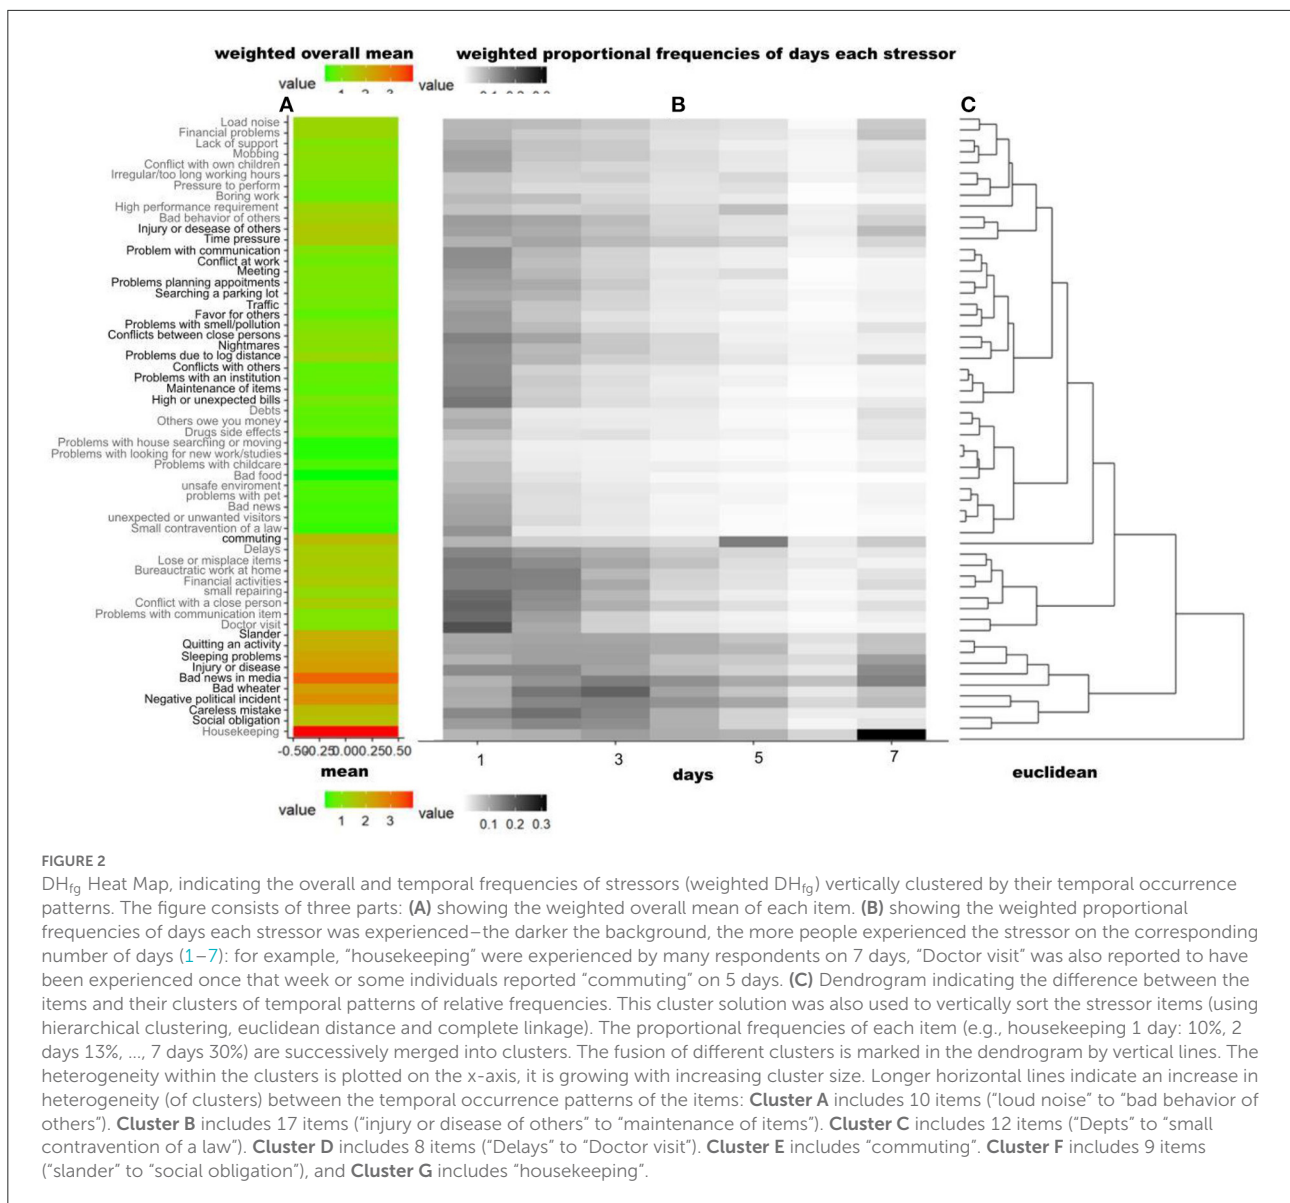 weighted overall mean
weighted proportional frequencies of days each stressor
value
value
A
B
C
Load noise
Financial problems
Lack of support
Mobbing
Conflict with own children
Irregular/too long working hours
Pressure to perform
Boring work
High performance requirement
Bad behavior of others
Injury or desease of others
Time pressure
Problem with communication
Conflict at work
Meeting
Problems planning appoitments
Searching a parking lot
Traffic
Favor for others
Problems with smell/pollution
Conflicts between close persons
Nightmares
Problems due to log distance
Conflicts with others
Problems with an institution
Maintenance of items
High or unexpected bills
Debts
Others owe you money
Drugs side effects
Problems with house searching or moving
Problems with looking for new work/studies
Problems with childcare
Bad food
unsafe enviroment
problems with pet
Bad news
unexpected or unwanted visitors
Small contravention of a law
commuting
Delays
Lose or misplace items
Bureauctratic work at home
Financial activities
small repairing
Conflict with a close person
Problems with communication item
Doctor visit
Slander
Quitting an activity
Sleeping problems
Injury or disease
Bad news in media
Bad wheater
Negative political incident
Careless mistake
Social obligation
Housekeeping
-0.50 -0.25 0.00 0.25 0.50
1 3 5 7
mean
days
euclidean
value
1 2 3
value
0.1 0.2 0.3
FIGURE 2
DHfg Heat Map, indicating the overall and temporal frequencies of stressors (weighted DHfg) vertically clustered by their temporal occurrence
patterns. The figure consists of three parts: (A) showing the weighted overall mean of each item. (B) showing the weighted proportional
frequencies of days each stressor was experienced–the darker the background, the more people experienced the stressor on the corresponding
number of days (1–7): for example, “housekeeping” were experienced by many respondents on 7 days, “Doctor visit” was also reported to have
been experienced once that week or some individuals reported “commuting” on 5 days. (C) Dendrogram indicating the difference between the
items and their clusters of temporal patterns of relative frequencies. This cluster solution was also used to vertically sort the stressor items (using
hierarchical clustering, euclidean distance and complete linkage). The proportional frequencies of each item (e.g., housekeeping 1 day: 10%, 2
days 13%, ..., 7 days 30%) are successively merged into clusters. The fusion of different clusters is marked in the dendrogram by vertical lines. The
heterogeneity within the clusters is plotted on the x-axis, it is growing with increasing cluster size. Longer horizontal lines indicate an increase in
heterogeneity (of clusters) between the temporal occurrence patterns of the items: Cluster A includes 10 items (“loud noise” to “bad behavior of
others”). Cluster B includes 17 items (“injury or disease of others” to “maintenance of items”). Cluster C includes 12 items (“Depts” to “small
contravention of a law”). Cluster D includes 8 items (“Delays” to “Doctor visit”). Cluster E includes “commuting”. Cluster F includes 9 items
(“slander” to “social obligation”), and Cluster G includes “housekeeping”.